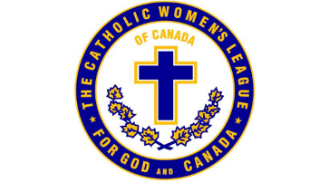 ★ THE CATHOLIC WOMEN'S LEAGUE ★
OF CANADA
FOR GOD AND CANADA